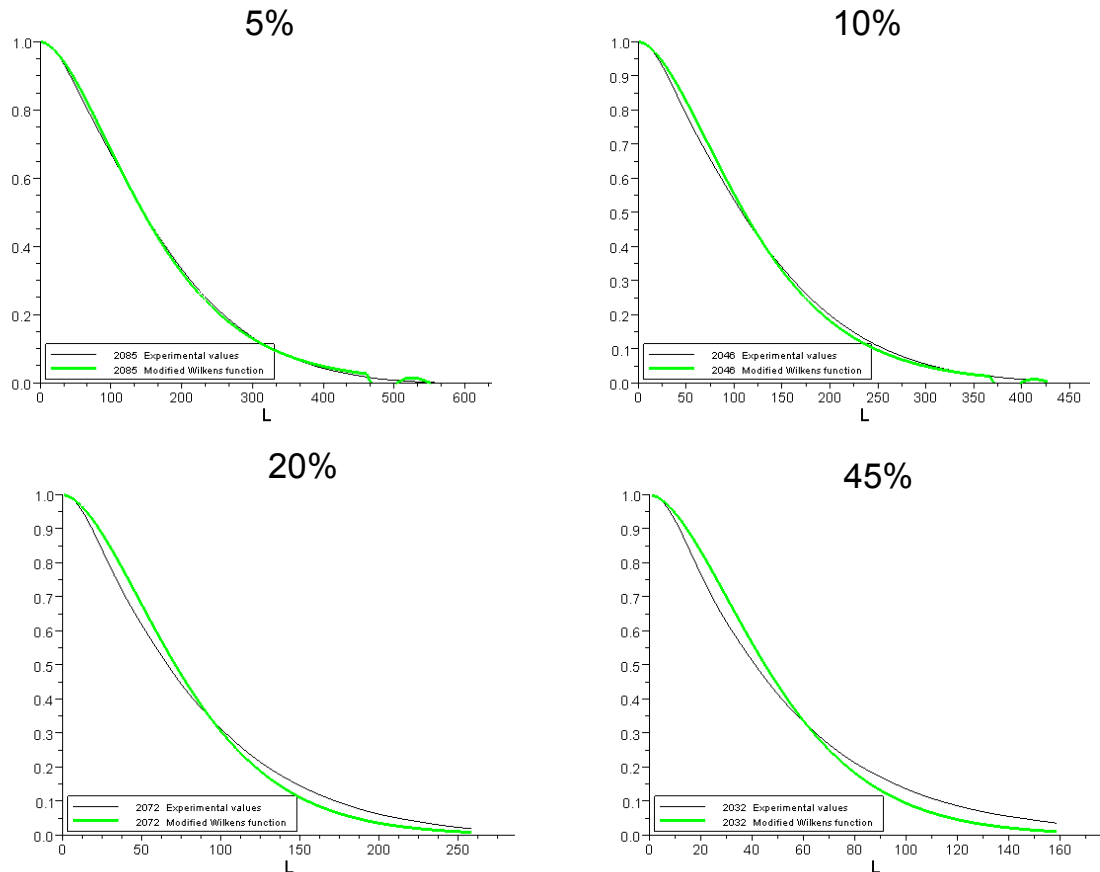 5%
1.0
0.8
0.6
0.4
0.2
0.0
2085 Experimental values
2085 Modified Wilkens function
0 100 200 300 400 500 600
L
10%
1.0
0.9
0.8
0.7
0.6
0.5
0.4
0.3
0.2
0.1
0.0
2046 Experimental values
2046 Modified Wilkens function
0 50 100 150 200 250 300 350 400 450
L
20%
1.0
0.9
0.8
0.7
0.6
0.5
0.4
0.3
0.2
0.1
0.0
2072 Experimental values
2072 Modified Wilkens function
0 50 100 150 200 250
L
45%
1.0
0.9
0.8
0.7
0.6
0.5
0.4
0.3
0.2
0.1
0.0
2032 Experimental values
2032 Modified Wilkens function
0 20 40 60 80 100 120 140 160
L